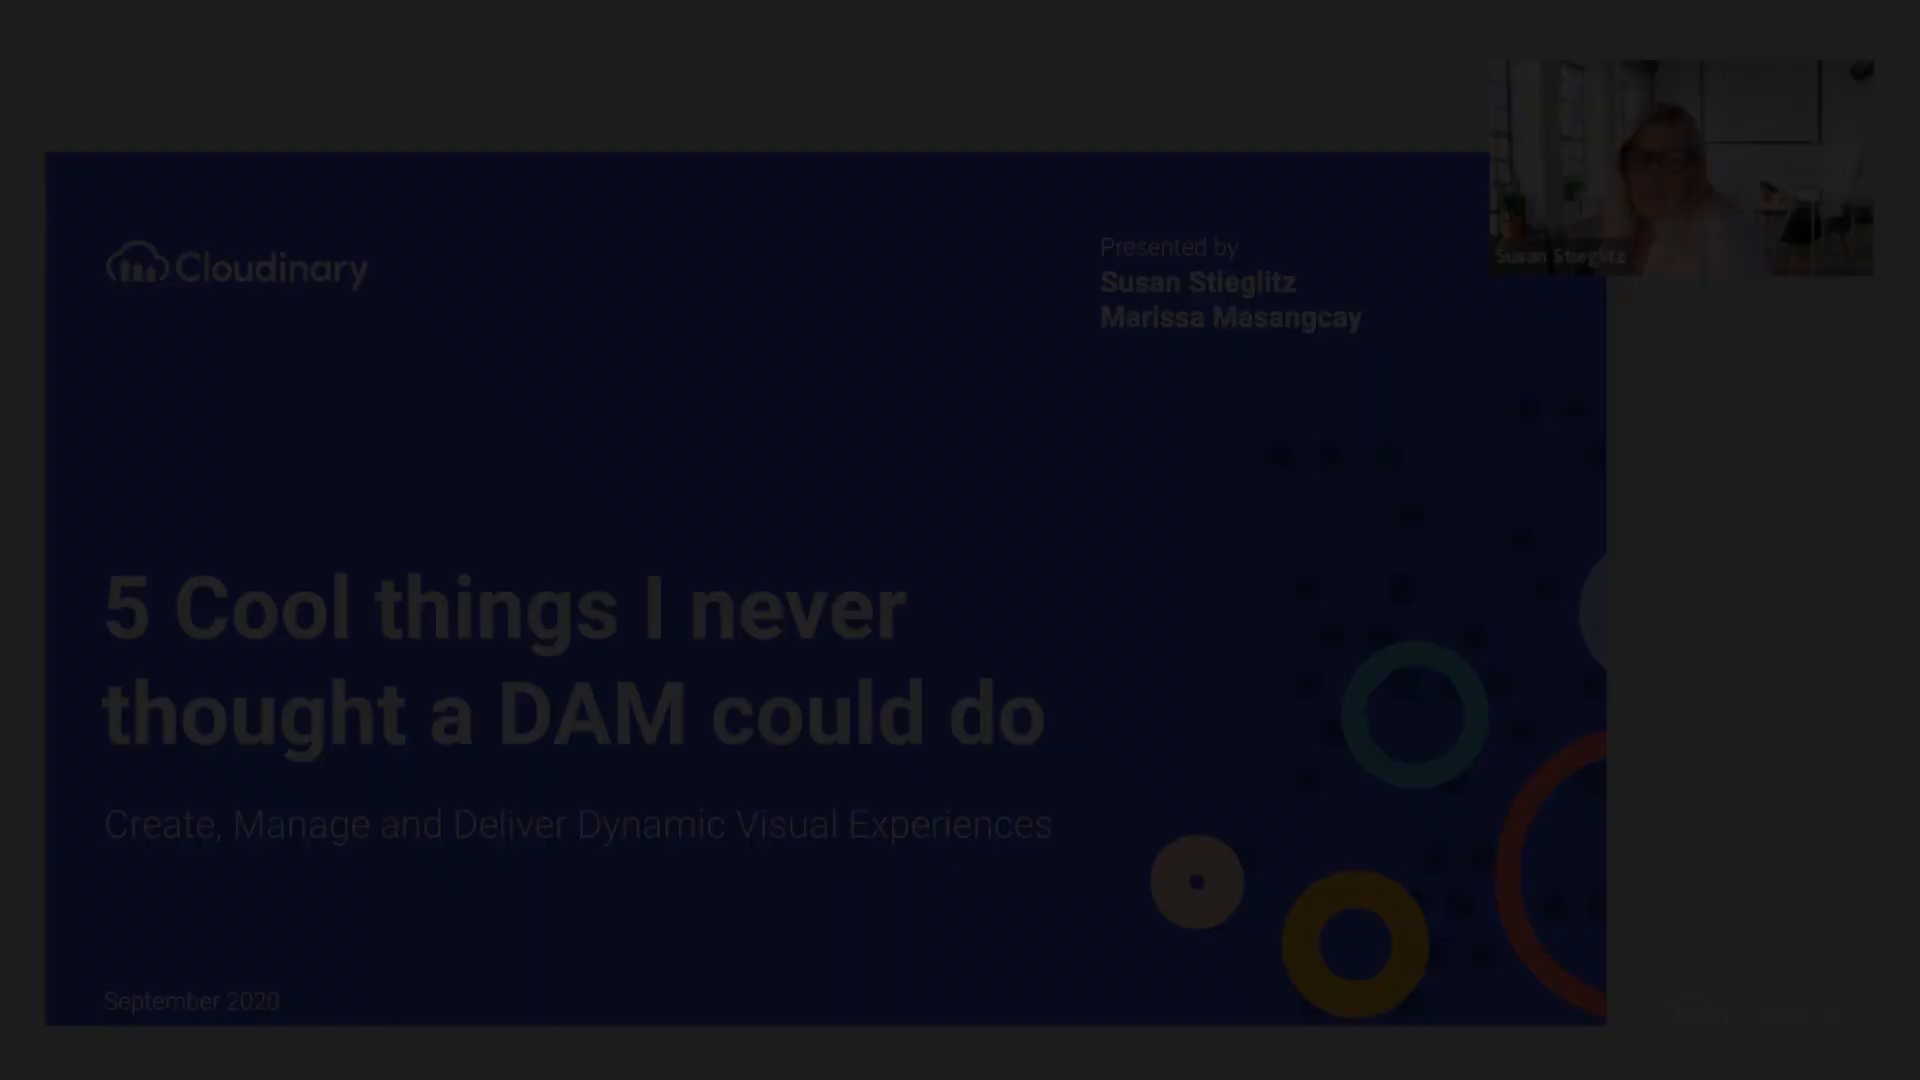 Cloudinary
Presented by
Susan Stieglitz
Marissa Masangcay
Susan Stieglitz
5 Cool things I never
thought a DAM could do
Create, Manage and Deliver Dynamic Visual Experiences
September 2020